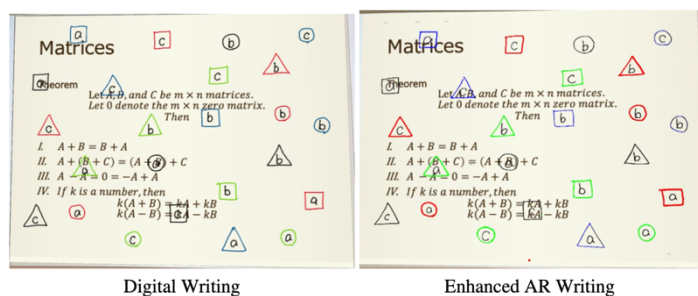 a c b c
Matrices
c b
a Theorem
c Let A,B, and C be m × n matrices.
Let 0 denote the m × n zero matrix.
Then
c b b b b
I. A + B = B + A
II. A + (B + C) = (A + B) + C
a a b
III. A − A = 0 = −A + A
IV. If k is a number, then
b a
k(A + B) = kA + kB
k(A − B) = kA − kB
c a c
c a a
Digital Writing
a c b c
Matrices
c b
Theorem
c Let A,B, and C be m × n matrices.
Let 0 denote the m × n zero matrix.
Then
c b b b b
I. A + B = B + A
II. A + (B + C) = (A + B) + C
a a b
III. A − A = 0 = −A + A
IV. If k is a number, then
b a
k(A + B) = kA + kB
k(A − B) = kA − kB
c a
c a a
Enhanced AR Writing